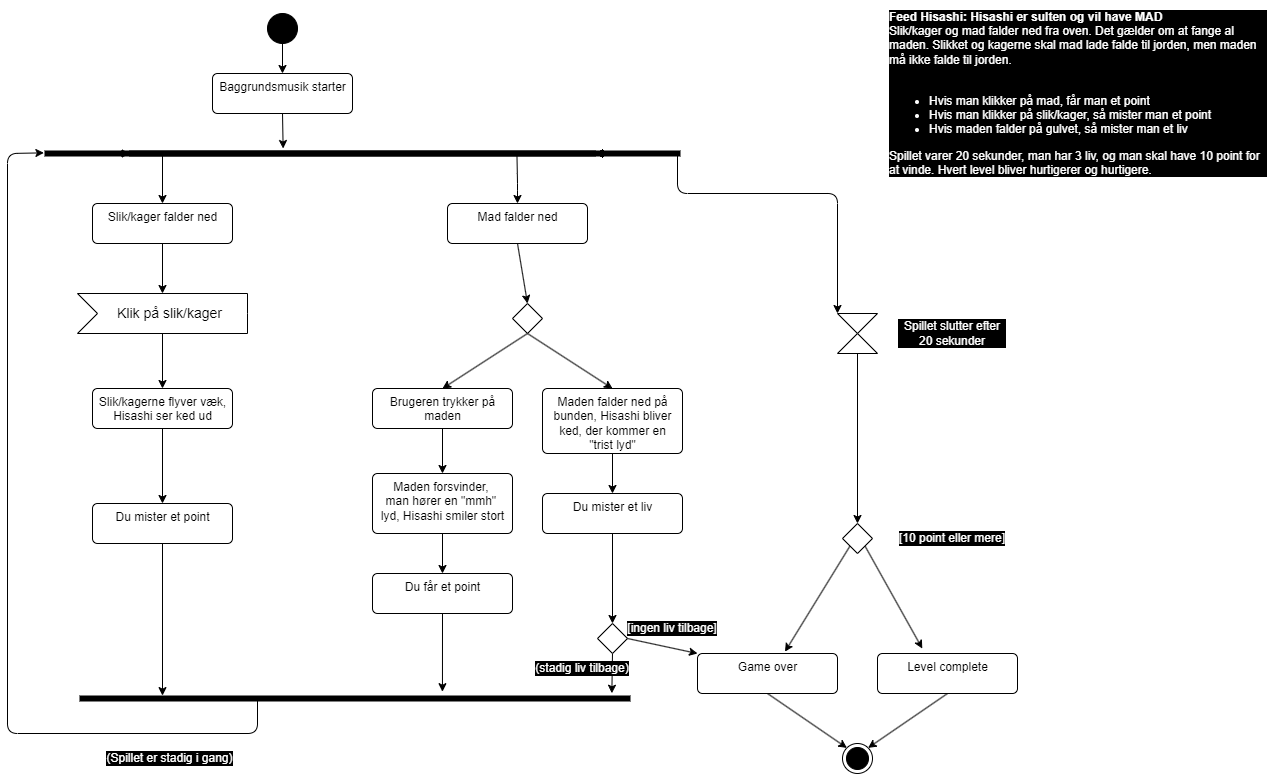 Feed Hisashi: Hisashi er sulten og vil have MAD
Slik/kager og mad falder ned fra oven. Det gælder om at fange al
maden. Slikket og kagerne skal mad lade falde til jorden, men maden
må ikke falde til jorden.
• Hvis man klikker på mad, får man et point
• Hvis man klikker på slik/kager, så mister man et point
• Hvis maden falder på gulvet, så mister man et liv
Spillet varer 20 sekunder, man har 3 liv, og man skal have 10 point for
at vinde. Hvert level bliver hurtigerer og hurtigere.
Baggrundsmusik starter
Slik/kager falder ned
Klik på slik/kager
Slik/kagerne flyver væk,
Hisashi ser ked ud
Du mister et point
Mad falder ned
Brugeren trykker på
maden
Maden forsvinder,
man hører en "mmh"
lyd, Hisashi smiler stort
Du får et point
Maden falder ned på
bunden, Hisashi bliver
ked, der kommer en
"trist lyd"
Du mister et liv
[ingen liv tilbage]
(stadig liv tilbage)
Spillet slutter efter
20 sekunder
[10 point eller mere]
Game over
Level complete
(Spillet er stadig i gang)